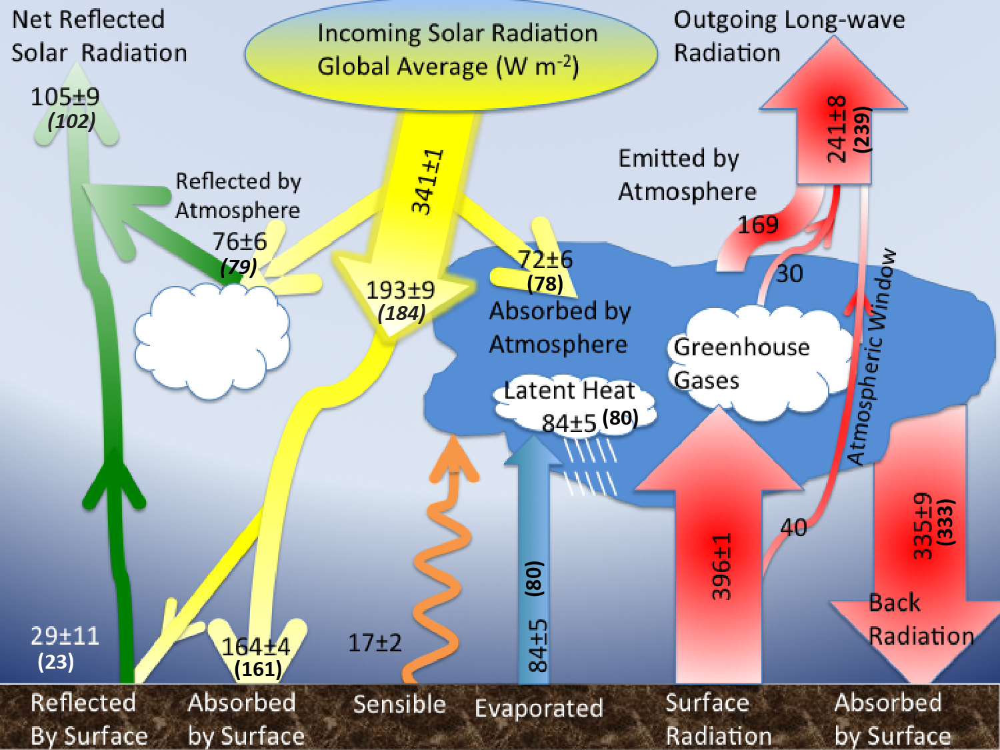 Net Reflected
Solar Radiation
105±9
(102)
Incoming Solar Radiation
Global Average (W m-2)
Outgoing Long-wave
Radiation
241±8
(239)
341±1
Emitted by
Atmosphere
169
Reflected by
Atmosphere
76±6
(79)
72±6
(78)
193±9
(184)
30
Absorbed by
Atmosphere
Greenhouse
Gases
Atmospheric Window
Latent Heat
84±5 (80)
40
396±1
335±9
(333)
84±5 (80)
Back
Radiation
29±11
(23)
164±4
(161)
17±2
Reflected
By Surface
Absorbed
by Surface
Sensible
Evaporated
Surface
Radiation
Absorbed
by Surface